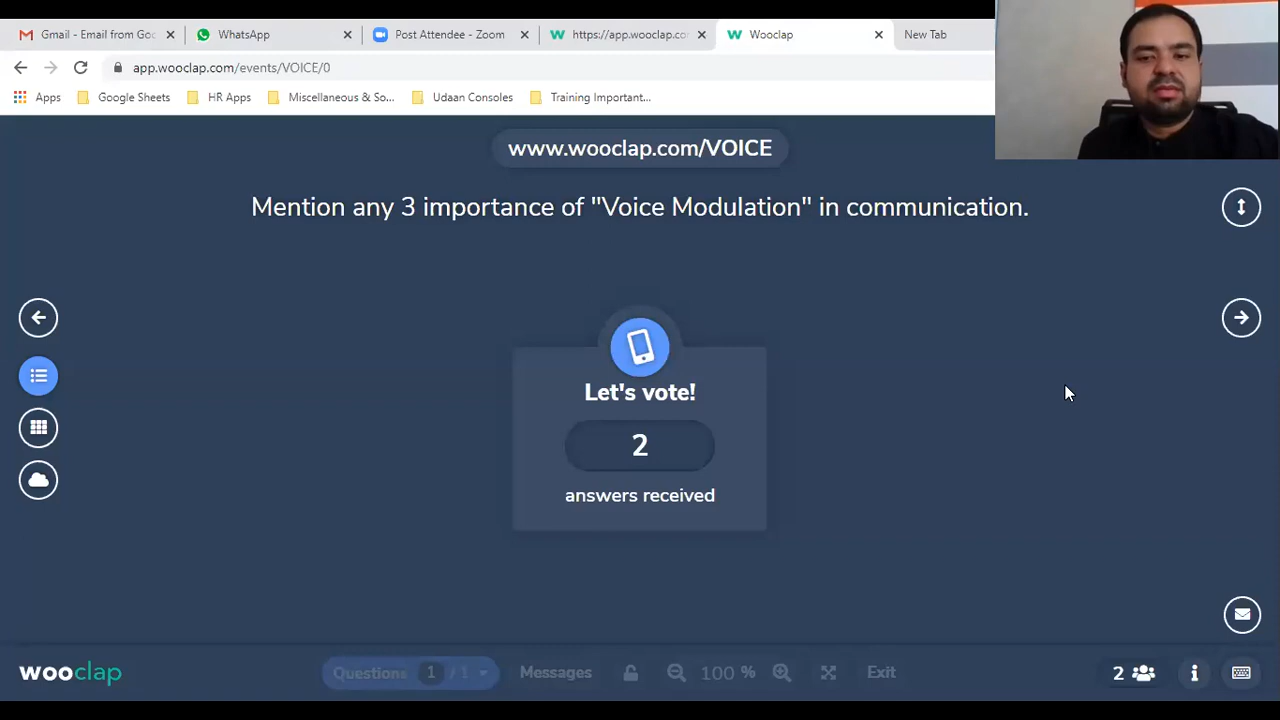 Gmail - Email from Goo
WhatsApp
Post Attendee - Zoom
https://app.wooclap.co
Wooclap
New Tab
app.wooclap.com/events/VOICE/0
Apps
Google Sheets
HR Apps
Miscellaneous & So...
Udaan Consoles
Training Important...
www.wooclap.com/VOICE
Mention any 3 importance of "Voice Modulation" in communication.
Let's vote!
2
answers received
wooclap
Questions 1 / 1
Messages
100 %
Exit
2